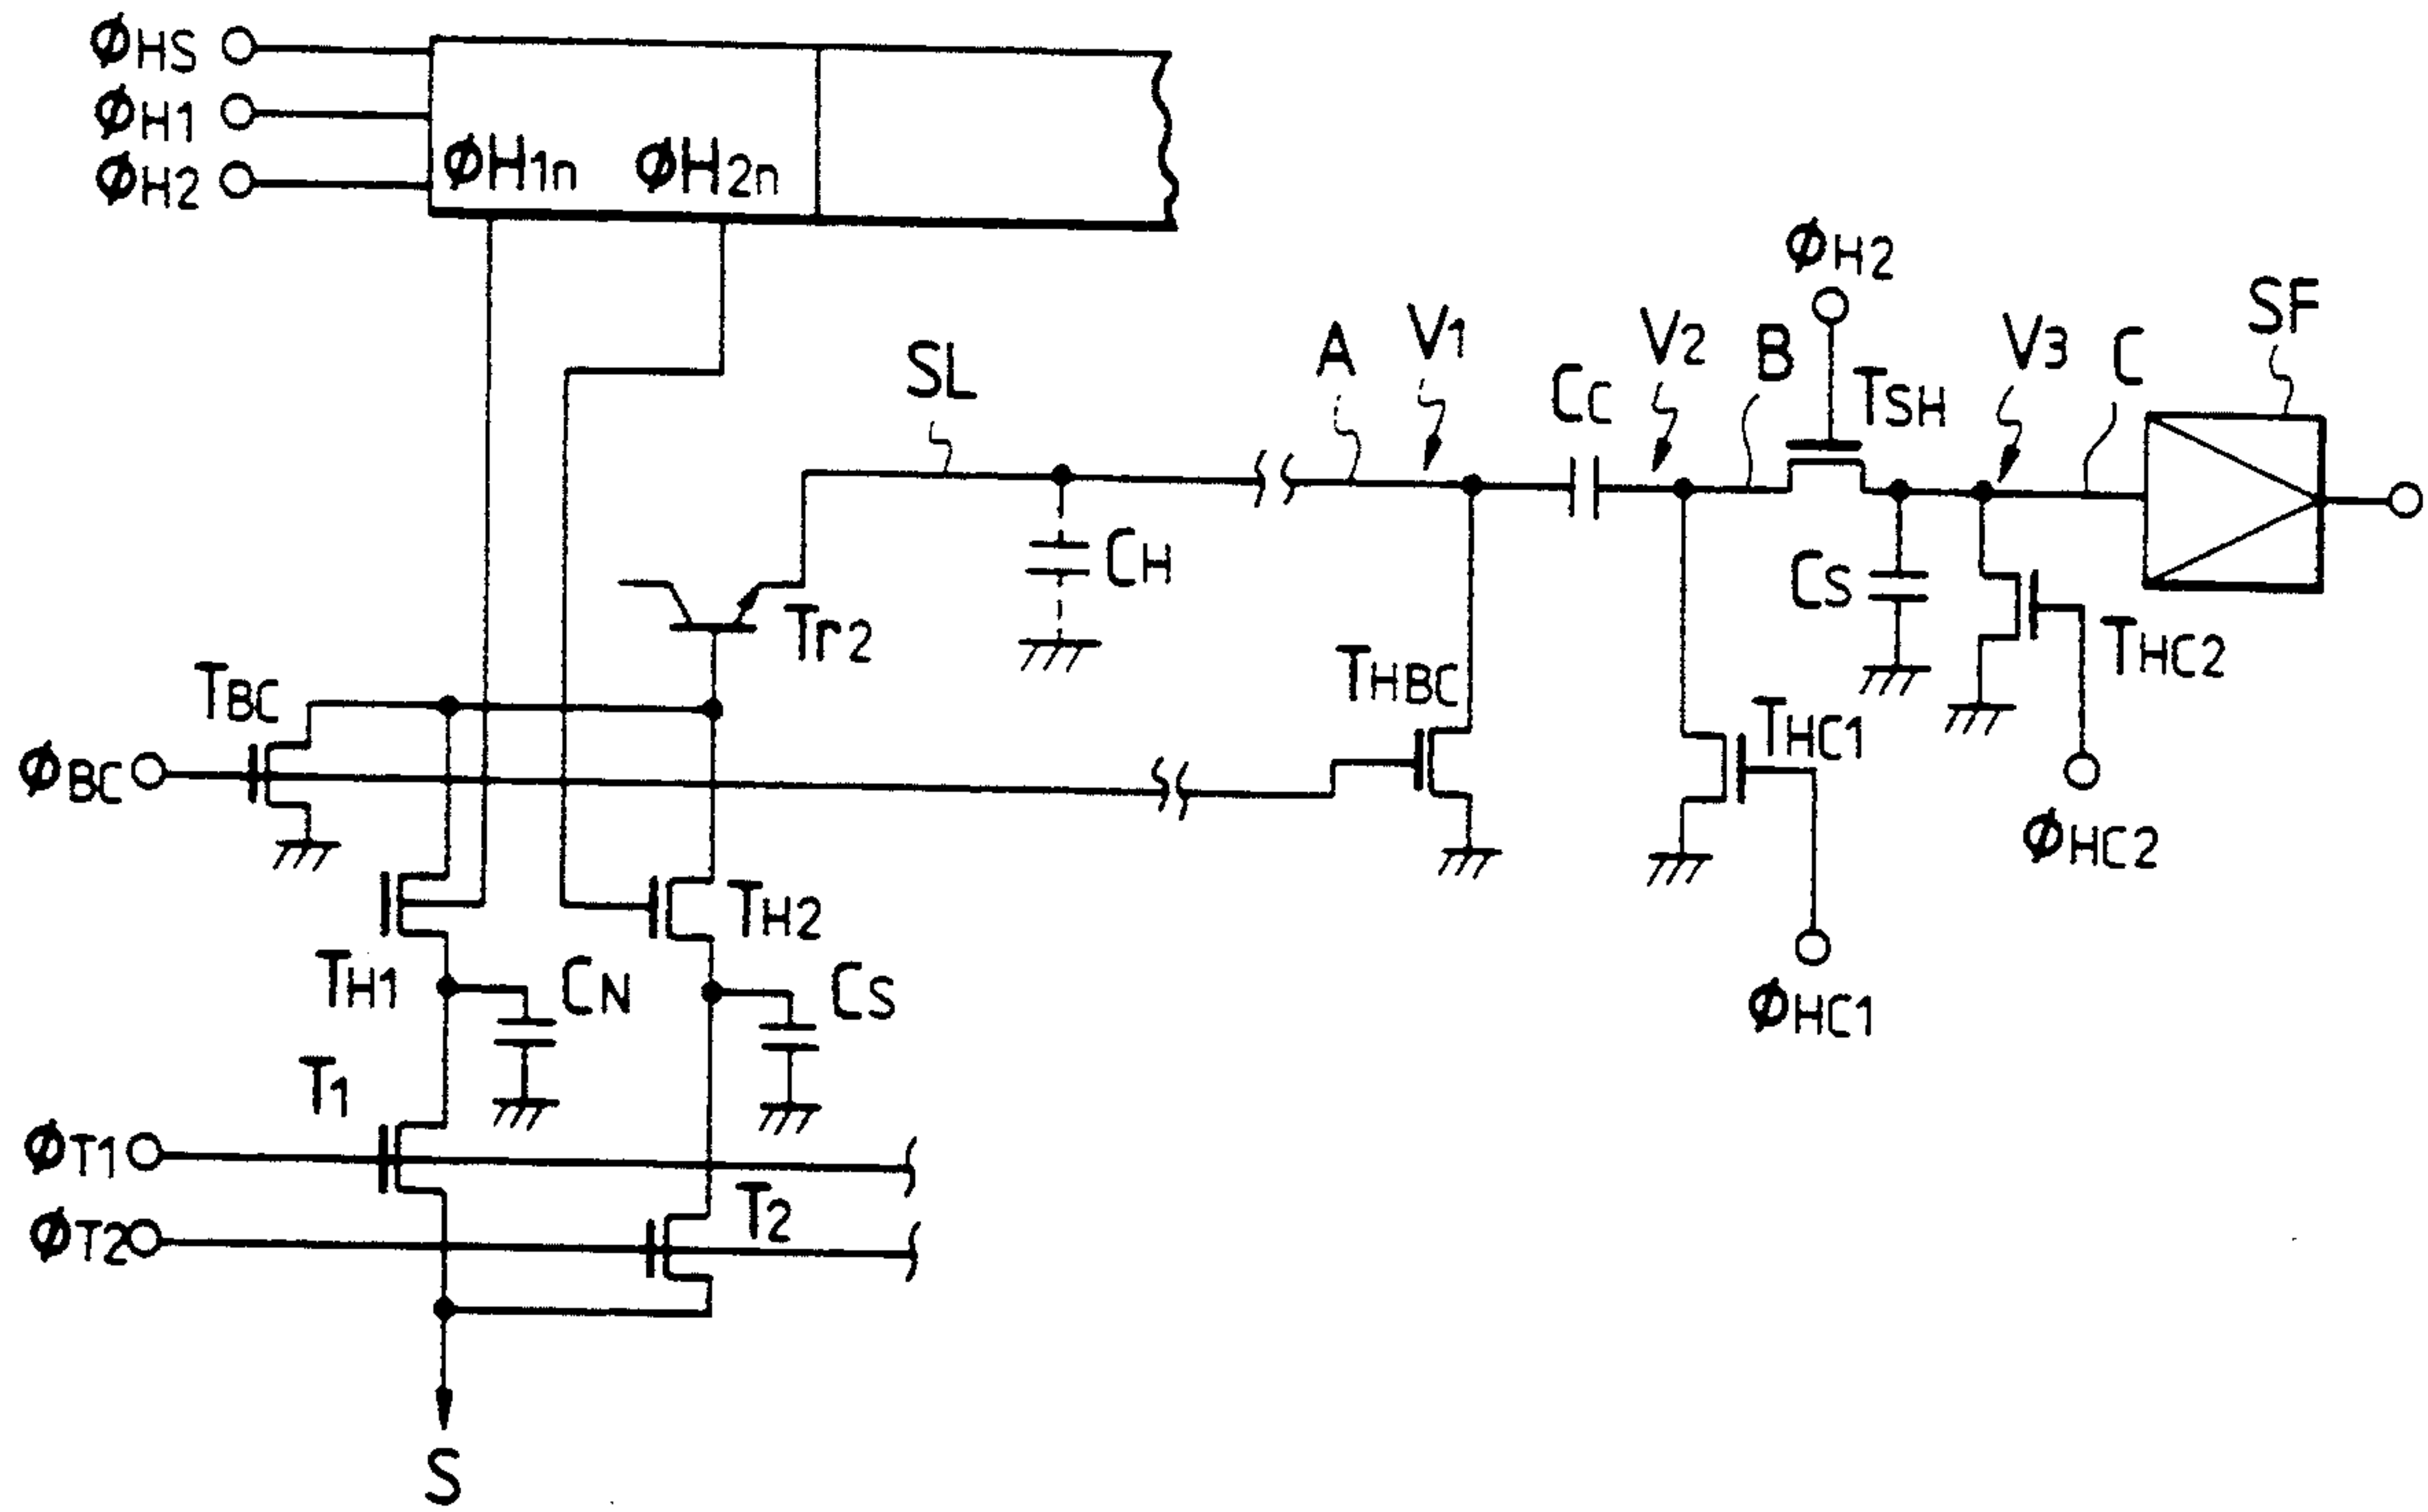 ϕHS
ϕH1
ϕH2
ϕH1n
ϕH2n
ϕH2
SL
A
V1
CC
V2
B
TSH
V3
C
SF
CH
Tr2
CS
THC2
THBC
THC1
TBC
ϕBC
ϕHC2
TH1
TH2
CN
CS
ϕHC1
T1
ϕT1
T2
ϕT2
S